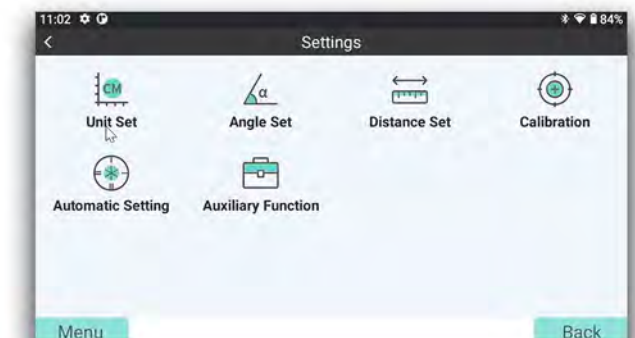 11:02 84%
Settings
CM α
Unit Set Angle Set Distance Set Calibration
Automatic Setting Auxiliary Function
Menu Back